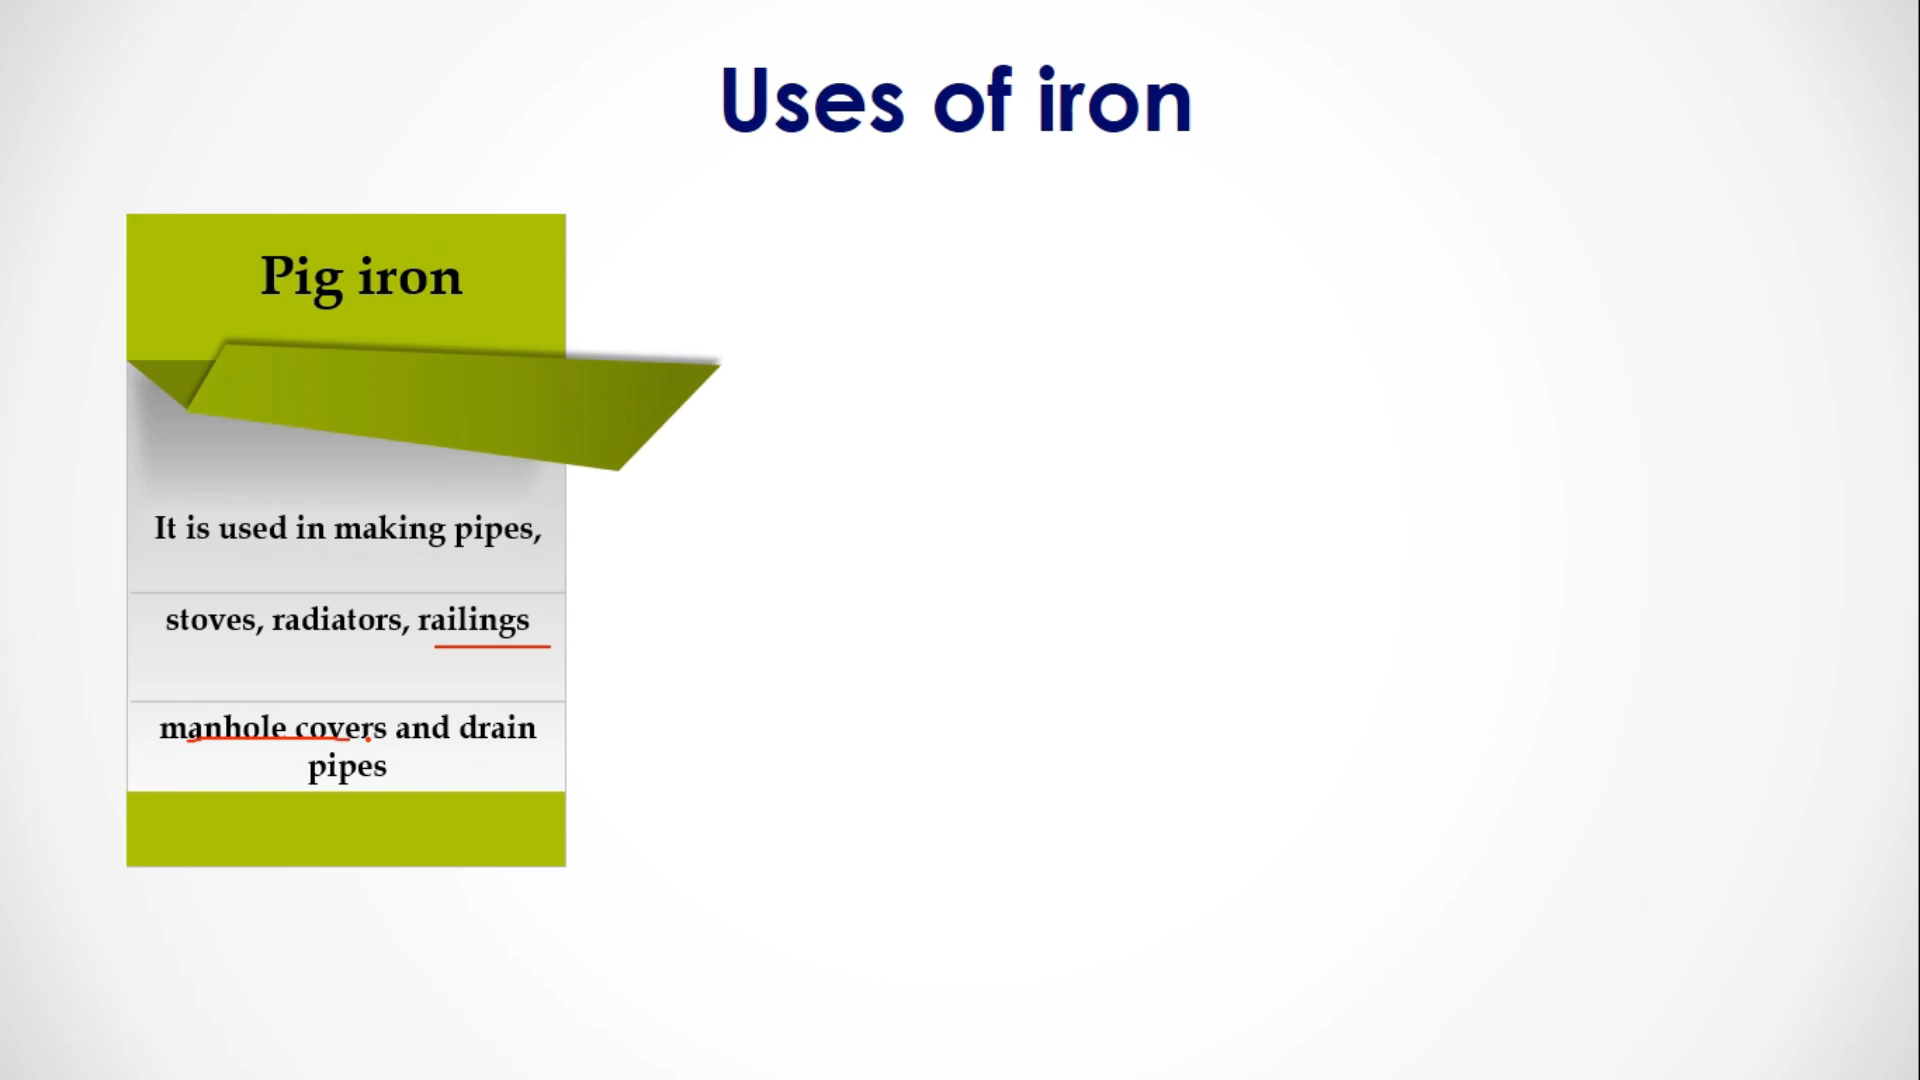 Uses of iron
Pig iron
It is used in making pipes,
stoves, radiators, railings
manhole covers and drain
pipes